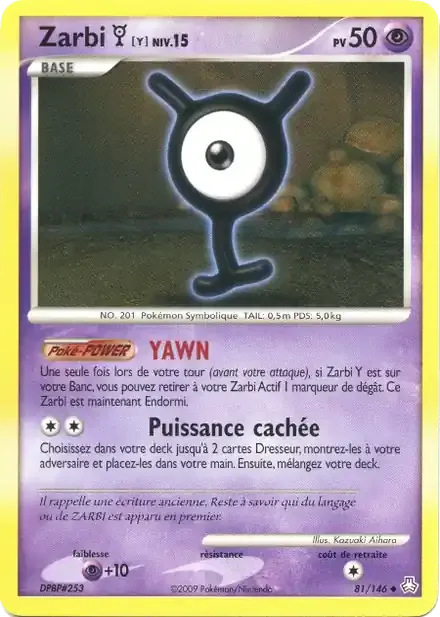 Zarbi [Y] NIV.15 PV 50
BASE
NO. 201 Pokémon Symbolique TAIL: 0,5m PDS: 5,0kg
Poké-POWER YAWN
Une seule fois lors de votre tour (avant votre attaque), si Zarbi Y est sur
votre Banc, vous pouvez retirer à votre Zarbi Actif 1 marqueur de dégât. Ce
Zarbi est maintenant Endormi.
Puissance cachée
Choisissez dans votre deck jusqu'à 2 cartes Dresseur, montrez-les à votre
adversaire et placez-les dans votre main. Ensuite, mélangez votre deck.
Il rappelle une écriture ancienne. Reste à savoir qui du langage
ou de ZARBI est apparu en premier.
Illus. Kazuaki Aihara
faiblesse résistance coût de retraite
+10
DPBP#253 ©2009 Pokémon/Nintendo 81/146